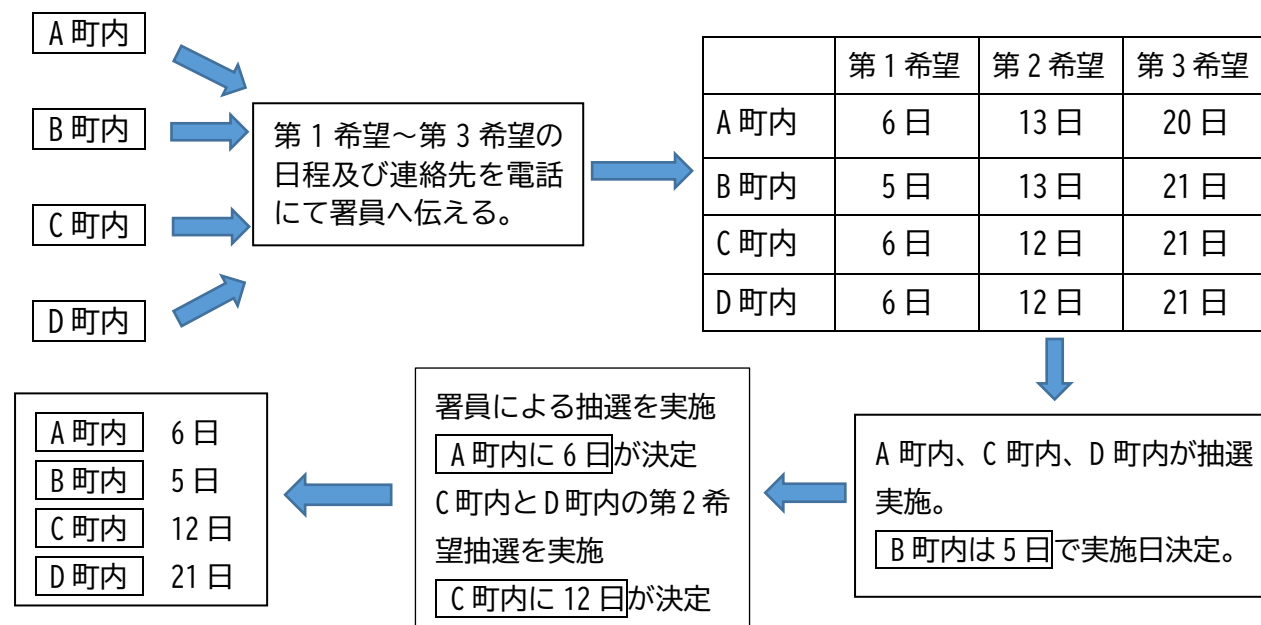 A町内
B町内
C町内
D町内
第1希望～第3希望の
日程及び連絡先を電話
にて署員へ伝える。
第1希望 第2希望 第3希望
A町内 6日 13日 20日
B町内 5日 13日 21日
C町内 6日 12日 21日
D町内 6日 12日 21日
A町内、C町内、D町内が抽選
実施。
B町内は5日で実施日決定。
署員による抽選を実施
A町内に6日が決定
C町内とD町内の第2希
望抽選を実施
C町内に12日が決定
A町内 6日
B町内 5日
C町内 12日
D町内 21日